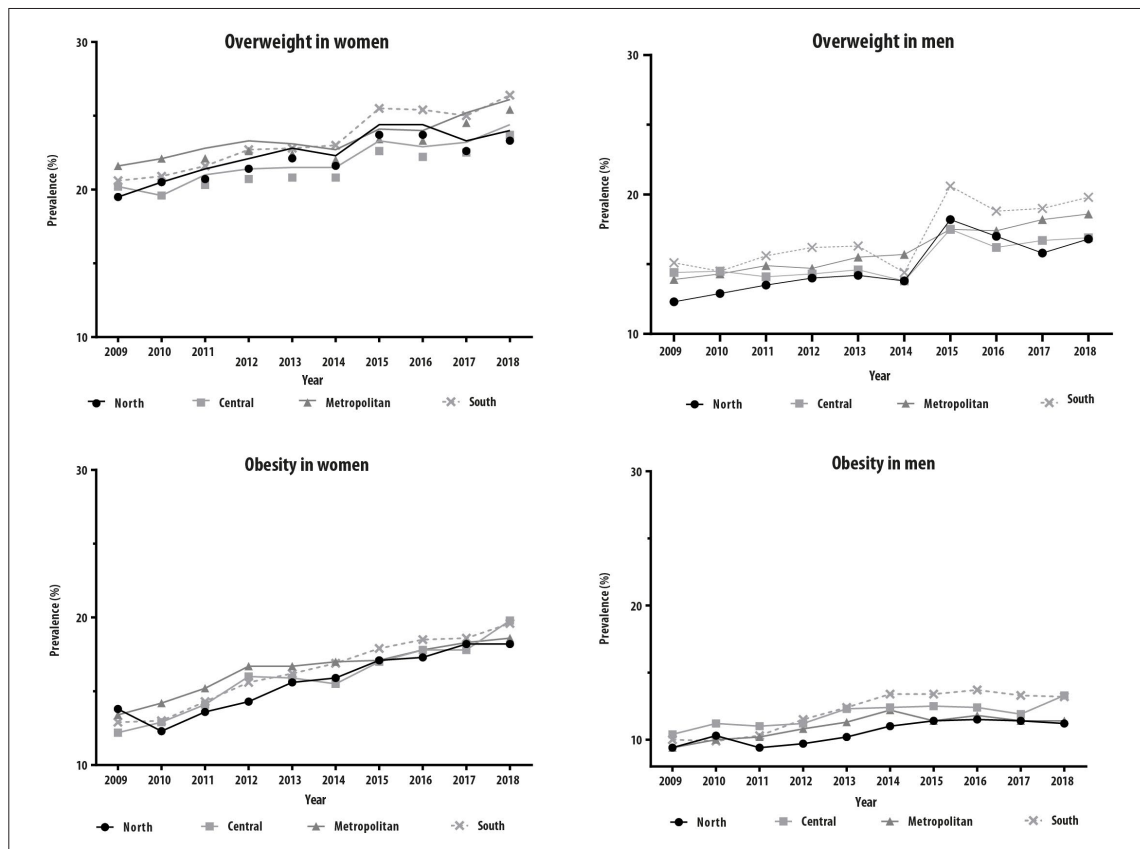 Overweight in women
30
20
10
Prevalence (%)
2009 2010 2011 2012 2013 2014 2015 2016 2017 2018
Year
North Central Metropolitan South
Overweight in men
30
20
10
Prevalence (%)
2009 2010 2011 2012 2013 2014 2015 2016 2017 2018
Year
North Central Metropolitan South
Obesity in women
30
20
10
Prevalence (%)
2009 2010 2011 2012 2013 2014 2015 2016 2017 2018
Year
North Central Metropolitan South
Obesity in men
30
20
10
Prevalence (%)
2009 2010 2011 2012 2013 2014 2015 2016 2017 2018
Year
North Central Metropolitan South